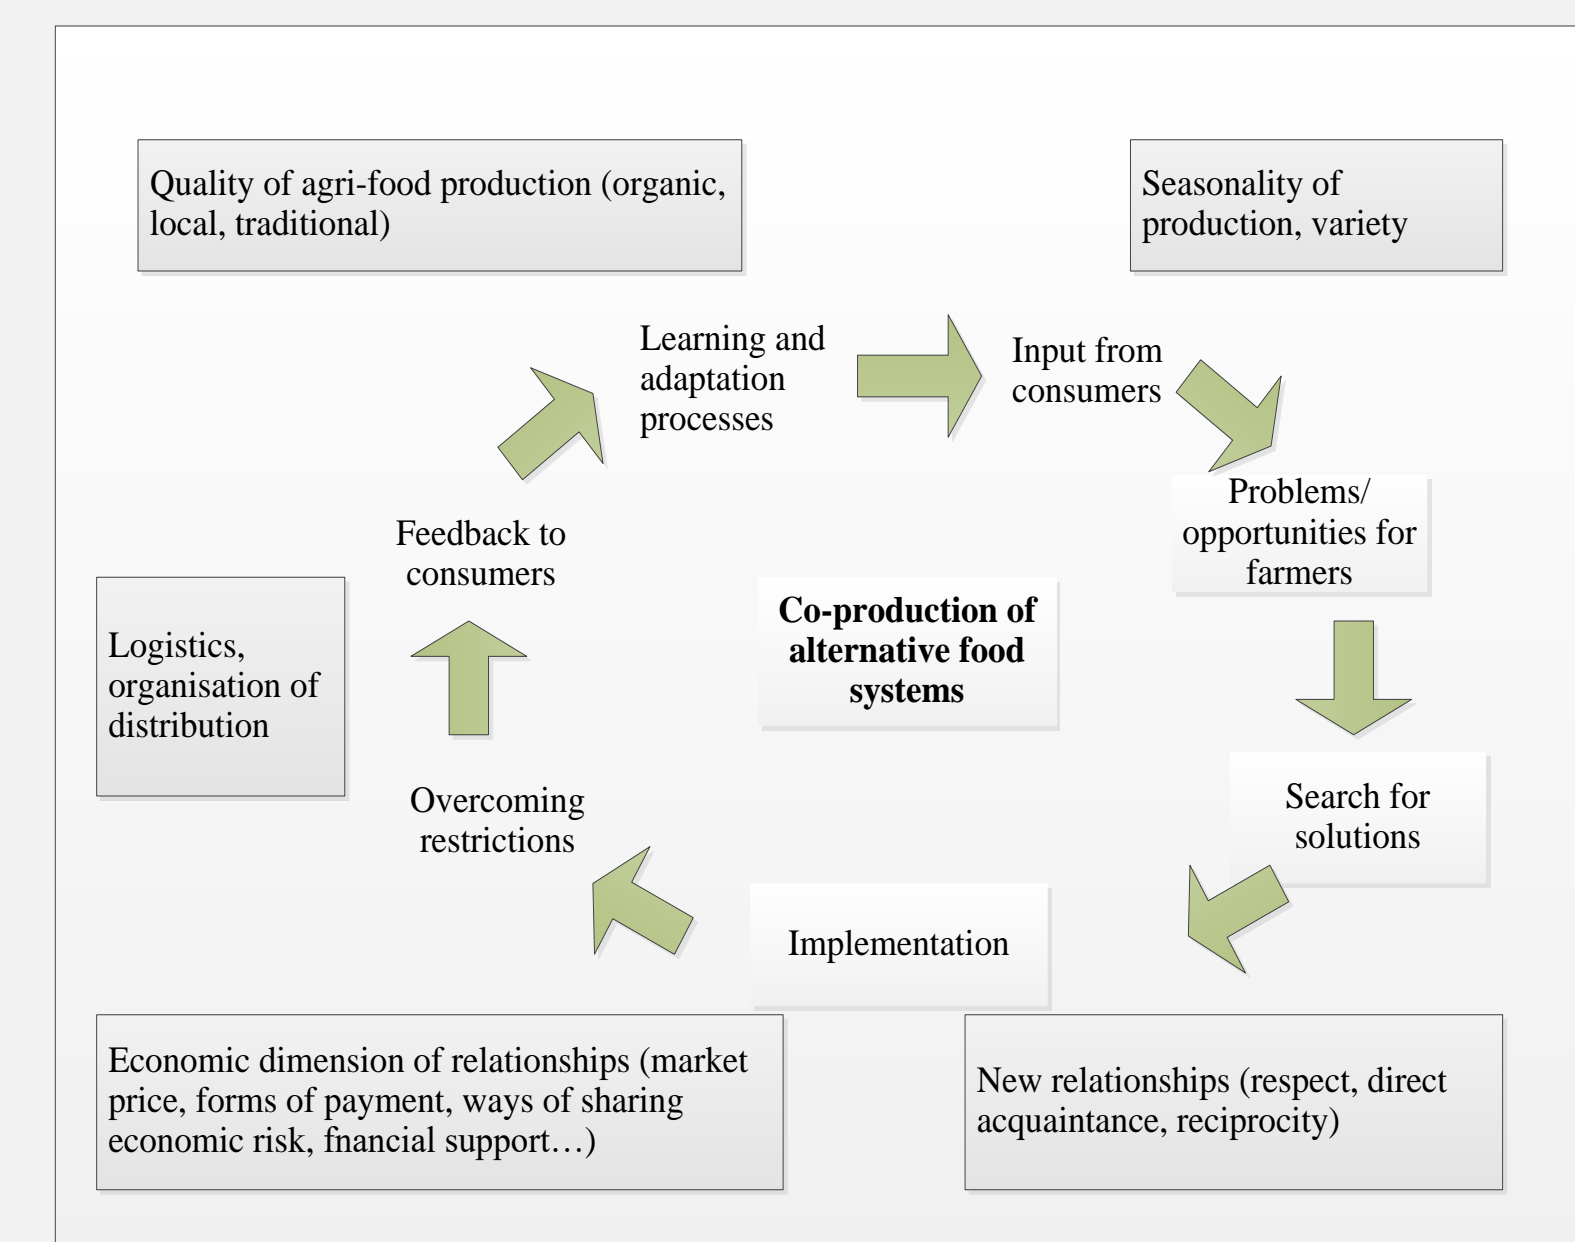 Quality of agri-food production (organic,
local, traditional)
Seasonality of
production, variety
Learning and
adaptation
processes
Input from
consumers
Problems/
opportunities for
farmers
Feedback to
consumers
Co-production of
alternative food
systems
Logistics,
organisation of
distribution
Search for
solutions
Overcoming
restrictions
Implementation
Economic dimension of relationships (market
price, forms of payment, ways of sharing
economic risk, fnancial support…)
New relationships (respect, direct
acquaintance, reciprocity)